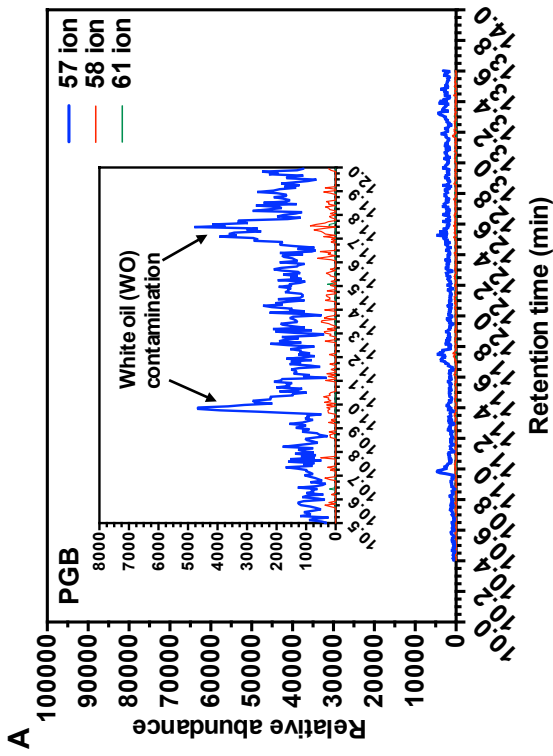 A
PGB
57 ion
58 ion
61 ion
Relative abundance
100000
90000
80000
70000
60000
50000
40000
30000
20000
10000
0
White oil (WO)
contamination
8000
7000
6000
5000
4000
3000
2000
1000
0
10.5 10.6 10.7 10.8 10.9 11.0 11.1 11.2 11.3 11.4 11.5 11.6 11.7 11.8 11.9 12.0
10.0 10.2 10.4 10.6 10.8 11.0 11.2 11.4 11.6 11.8 12.0 12.2 12.4 12.6 12.8 13.0 13.2 13.4 13.6 13.8 14.0
Retention time (min)